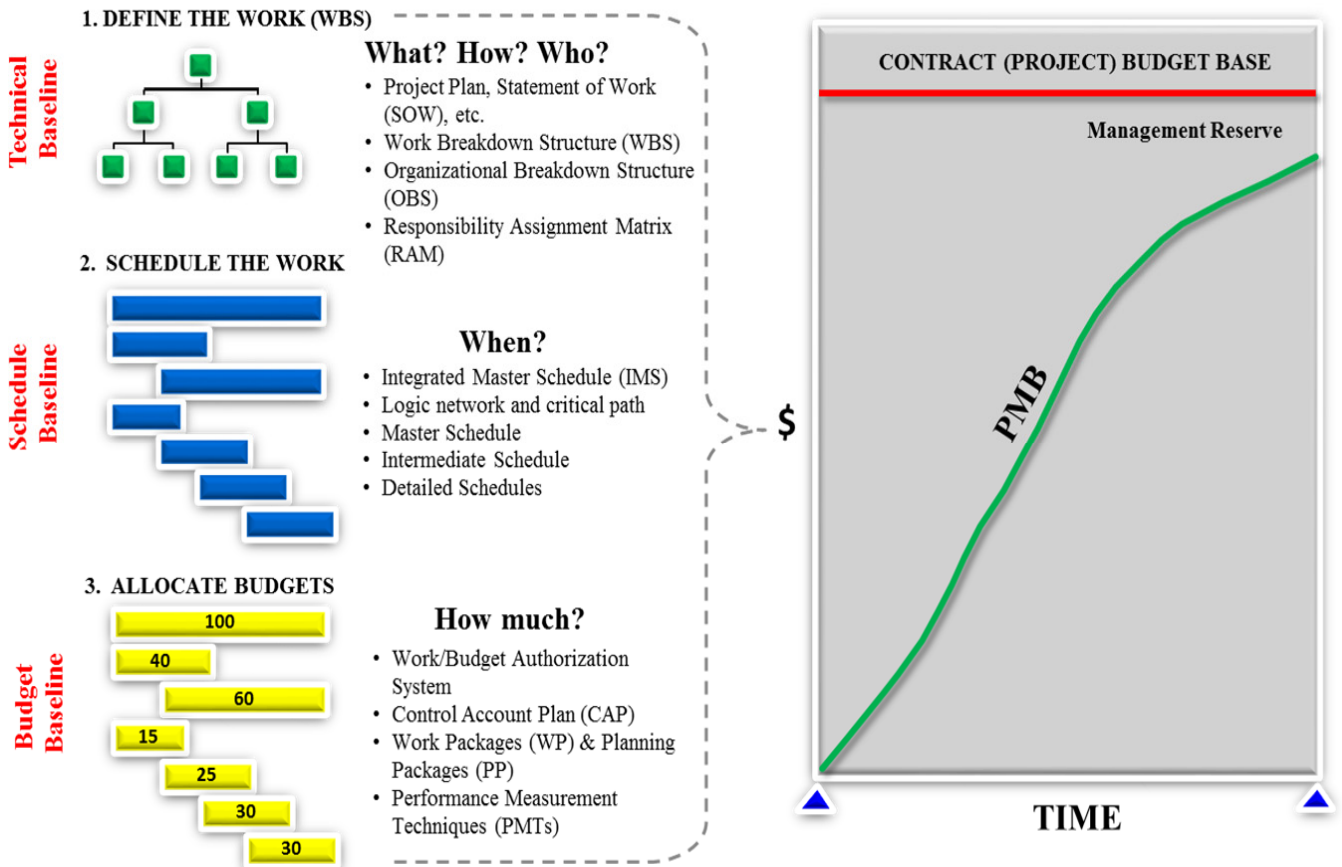 1. DEFINE THE WORK (WBS)
Technical
Baseline
What? How? Who?
• Project Plan, Statement of Work
(SOW), etc.
• Work Breakdown Structure (WBS)
• Organizational Breakdown Structure
(OBS)
• Responsibility Assignment Matrix
(RAM)
2. SCHEDULE THE WORK
Schedule
Baseline
When?
• Integrated Master Schedule (IMS)
• Logic network and critical path
• Master Schedule
• Intermediate Schedule
• Detailed Schedules
3. ALLOCATE BUDGETS
Budget
Baseline
100
40
60
15
25
30
30
How much?
• Work/Budget Authorization
System
• Control Account Plan (CAP)
• Work Packages (WP) & Planning
Packages (PP)
• Performance Measurement
Techniques (PMTs)
$
CONTRACT (PROJECT) BUDGET BASE
Management Reserve
PMB
TIME